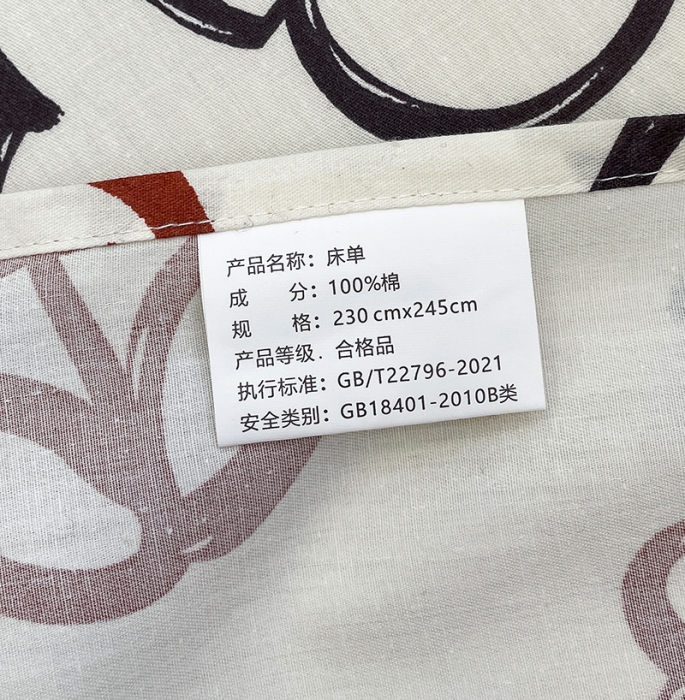 产品名称：床单
成 分：100%棉
规 格：230 cmx245cm
产品等级．合格品
执行标准：GB/T22796-2021
安全类别：GB18401-2010B类